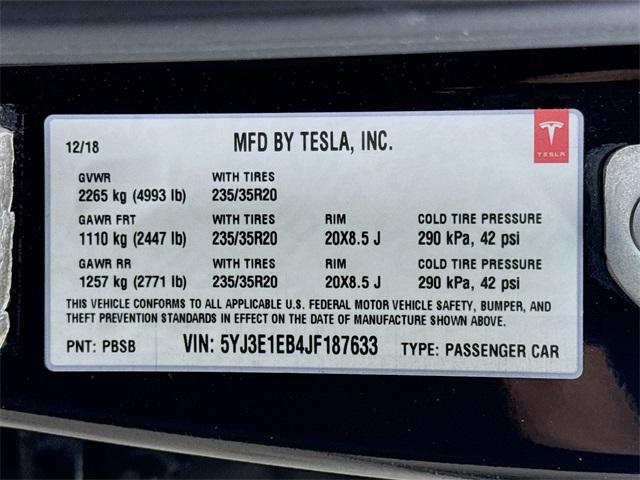 12/18 MFD BY TESLA, INC.
TESLA
GVWR WITH TIRES
2265 kg (4993 lb) 235/35R20
GAWR FRT WITH TIRES RIM COLD TIRE PRESSURE
1110 kg (2447 lb) 235/35R20 20X8.5 J 290 kPa, 42 psi
GAWR RR WITH TIRES RIM COLD TIRE PRESSURE
1257 kg (2771 lb) 235/35R20 20X8.5 J 290 kPa, 42 psi
THIS VEHICLE CONFORMS TO ALL APPLICABLE U.S. FEDERAL MOTOR VEHICLE SAFETY, BUMPER, AND
THEFT PREVENTION STANDARDS IN EFFECT ON THE DATE OF MANUFACTURE SHOWN ABOVE.
PNT: PBSB VIN: 5YJ3E1EB4JF187633 TYPE: PASSENGER CAR